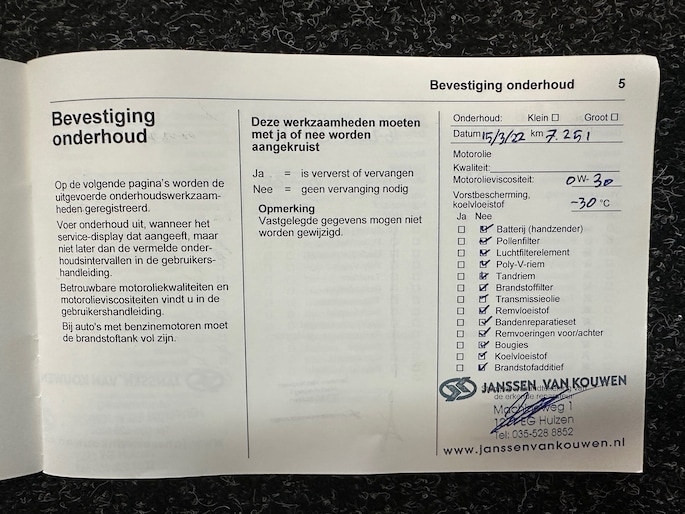 Bevestiging onderhoud 5
Bevestiging
onderhoud
Op de volgende pagina's worden de
uitgevoerde onderhoudswerkzaam-
heden geregistreerd.
Voer onderhoud uit, wanneer het
service-display dat aangeeft, maar
niet later dan de vermelde onder-
houdsintervallen in de gebruikers-
handleiding.
Betrouwbare motoroliekwaliteiten en
motorolieviscositeiten vindt u in de
gebruikershandleiding.
Bij auto's met benzinemotoren moet
de brandstoftank vol zijn.
Deze werkzaamheden moeten
met ja of nee worden
aangekruist
Ja = is ververst of vervangen
Nee = geen vervanging nodig
Opmerking
Vastgelegde gegevens mogen niet
worden gewijzigd.
Onderhoud: Klein ☐ Groot ☐
Datum 15/3/22 km 7.251
Motorolie
Kwaliteit:
Motorolieviscositeit: 0W-30
Vorstbescherming,
koelvloeistof -30 °C
Ja Nee
☐ ☑ Batterij (handzender)
☐ ☑ Pollenfilter
☐ ☑ Luchtfilterelement
☐ ☑ Poly-V-riem
☐ ☑ Tandriem
☐ ☑ Brandstoffilter
☐ ☑ Transmissieolie
☐ ☑ Remvloeistof
☐ ☑ Bandenreparatieset
☐ ☑ Remvoeringen voor/achter
☐ ☑ Bougies
☐ ☑ Koelvloeistof
☐ ☑ Brandstofadditief
JANSSEN VAN KOUWEN
de erkende
weg 1
EG Huizen
Tel: 035-528 8852
www.janssenvankouwen.nl